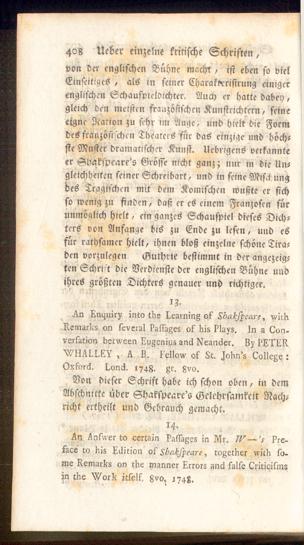 408 Ueber einzelne kritische Schriften,
von der englischen Bühne macht, ist eben so viel
Einseitiges, als in seiner Charakterisirung einiger
englischen Schauspieldichter. Auch er hatte dabey,
gleich den meisten französischen Kunstrichtern, seine
eigne Nation zu sehr im Auge, und hielt die Form
des französischen Theaters für das einzige und höch-
ste Muster dramatischer Kunst. Uebrigens verkannte
er Shakspeare's Grösse nicht ganz; nur in die Un-
gleichheiten seiner Schreibart, und in seine Mischung
des Tragischen mit dem Komischen wußte er sich
so wenig zu finden, daß er es einem Franzosen für
unmöglich hielt, ein ganzes Schauspiel dieses Dich-
ters von Anfange bis zu Ende zu lesen, und es
für rathsamer hielt, ihnen bloß einzelne schöne Tira-
den vorzulegen. Guthrie bestimmt in der angezeig-
ten Schrift die Verdienste der englischen Bühne und
ihres größten Dichters genauer und richtiger.
13.
An Enquiry into the Learning of Shakspeare, with
Remarks on several Passages of his Plays. In a Con-
versation between Eugenius and Neander. By PETER
WHALLEY, A B. Fellow of St. John's College:
Oxford. Lond. 1748. gr. 8vo.
Von dieser Schrift habe ich schon oben, in dem
Abschnitte über Shakspeare's Gelehrsamkeit Nach-
richt ertheilt und Gebrauch gemacht.
14.
An Answer to certain Passages in Mr. W—'s Pre-
face to his Edition of Shakspeare, together with so-
me Remarks on the manner Errors and false Criticisms
in the Work itself. 8vo, 1748.